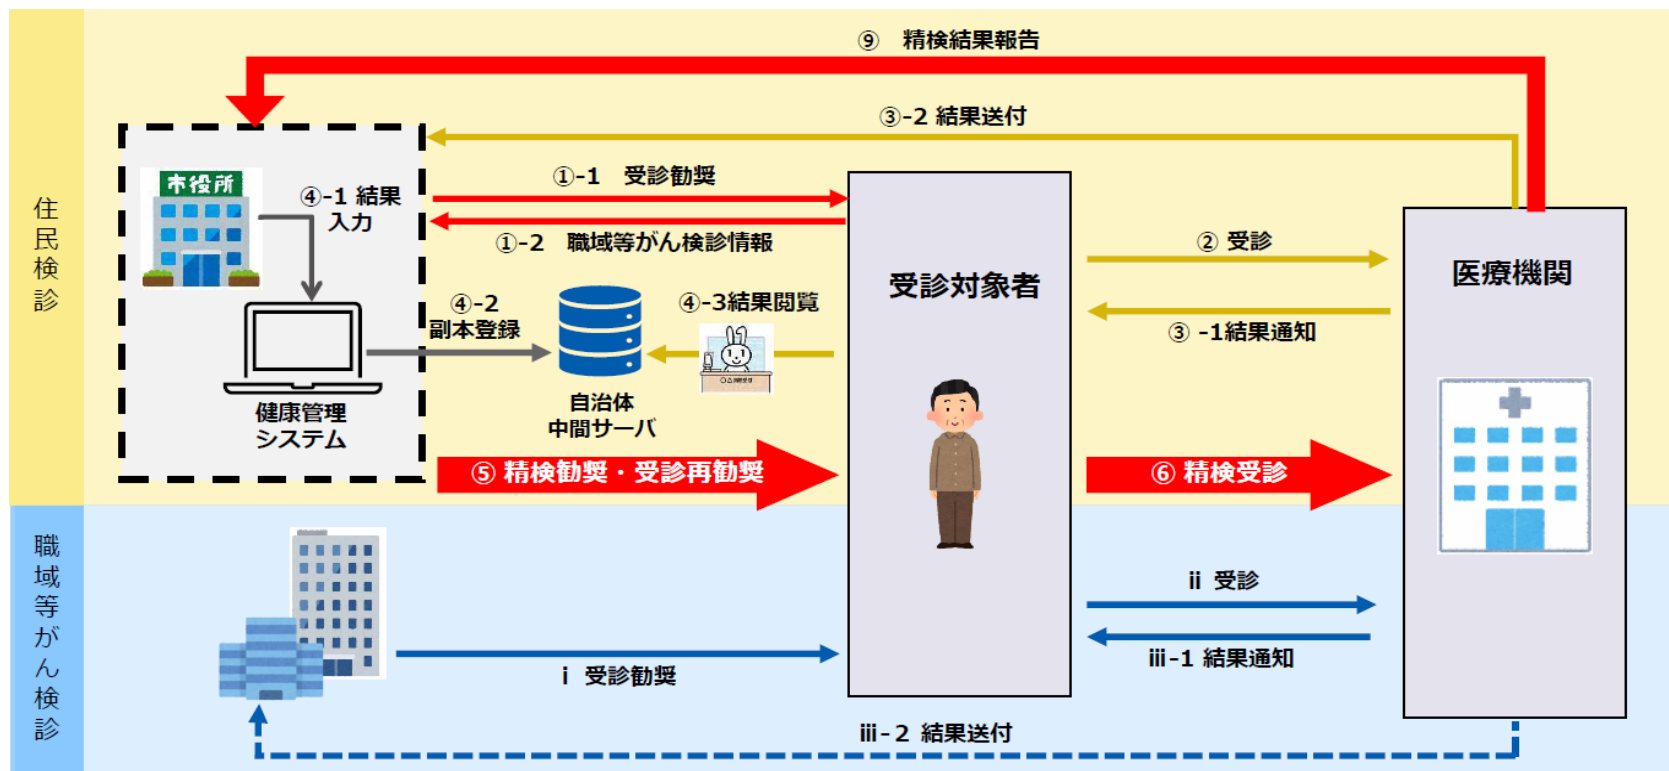 ⑨　精検結果報告
③-2 結果送付
市役所
④-1 結果
入力
①-1　受診勧奨
①-2　職域等がん検診情報
② 受診
医療機関
受診対象者
③ -1結果通知
④-2
副本登録
④-3結果閲覧
自治体
中間サーバ
健康管理
システム
⑤ 精検勧奨・受診再勧奨
⑥ 精検受診
住民検診
職域等がん検診
ⅱ 受診
ⅲ-1 結果通知
ⅰ 受診勧奨
ⅲ-2 結果送付